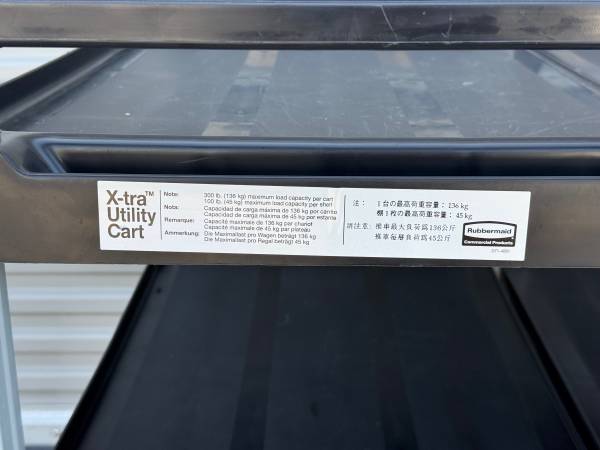 X-tra™
Utility
Cart
Note: 300 lb. (136 kg) maximum load capacity per cart
100 lb. (45 kg) maximum load capacity per shelf
Nota: Capacidad de carga máxima de 136 kg por carrito
Capacidad de carga máxima de 45 kg por estante
Remarque: Capacité maximale de 136 kg par chariot
Capacité maximale de 45 kg par plateau
Anmerkung: Die Maximallast pro Wagen beträgt 136 kg
Die Maximallast pro Regal beträgt 45 kg
注： 1台の最高荷重容量： 136 kg
棚1枚の最高荷重容量： 45 kg
請注意： 推車最大負荷為136公斤
推車每層負荷為45公斤
Rubbermaid
Commercial Products